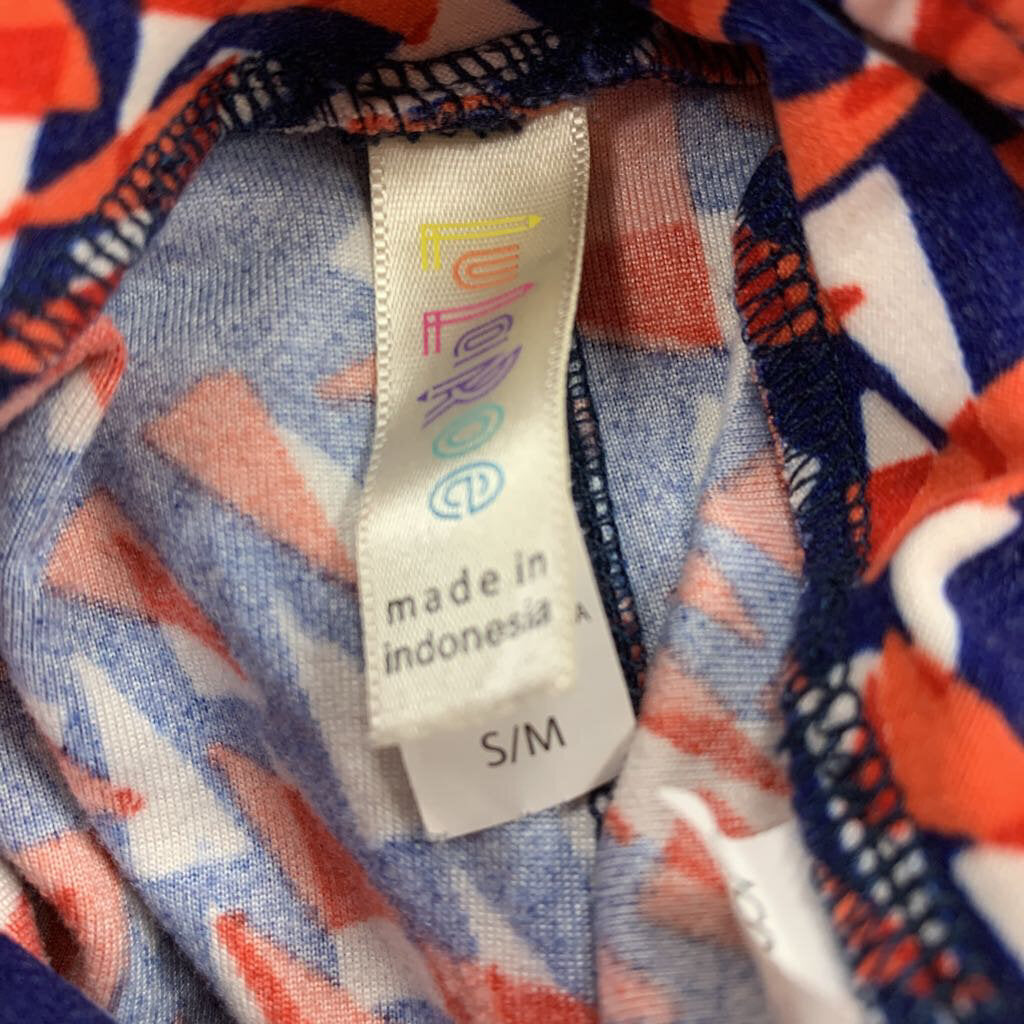 LuLaRoe
made in
indonesia
A
S/M